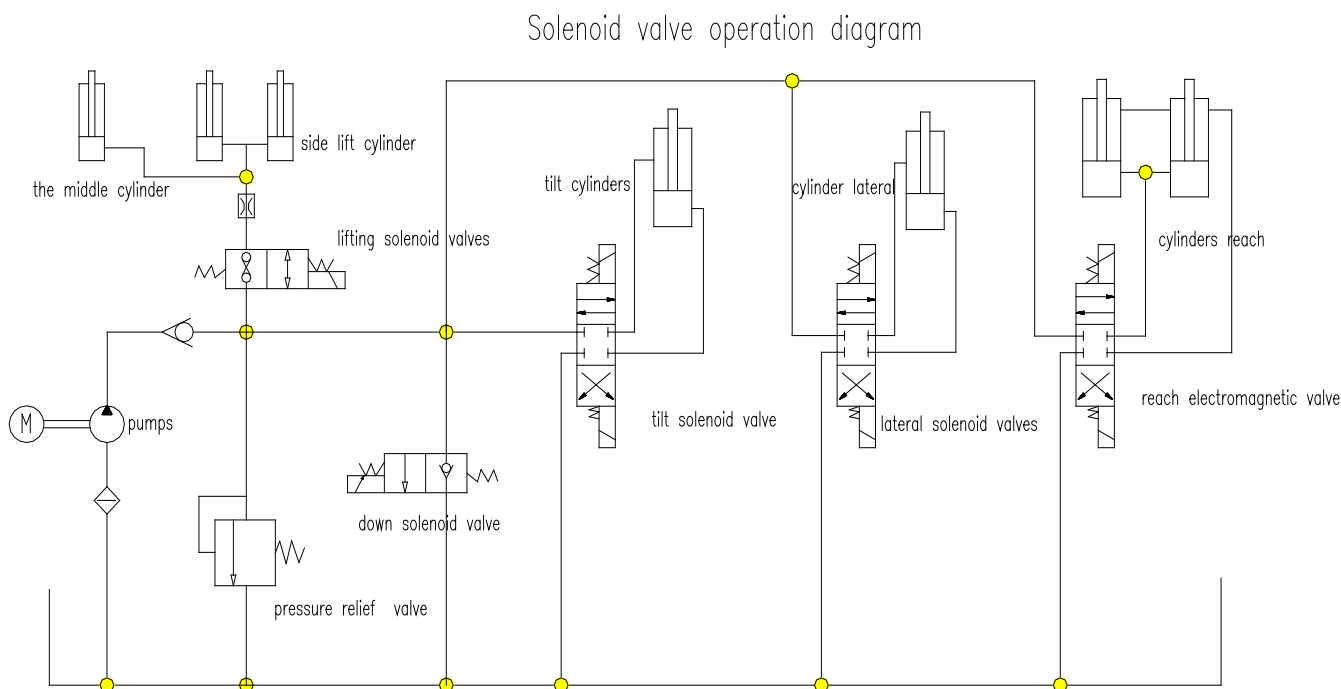 Solenoid valve operation diagram
side lift cylinder
the middle cylinder
tilt cylinders
cylinder lateral
lifting solenoid valves
cylinders reach
M
pumps
tilt solenoid valve
lateral solenoid valves
reach electromagnetic valve
down solenoid valve
pressure relief valve